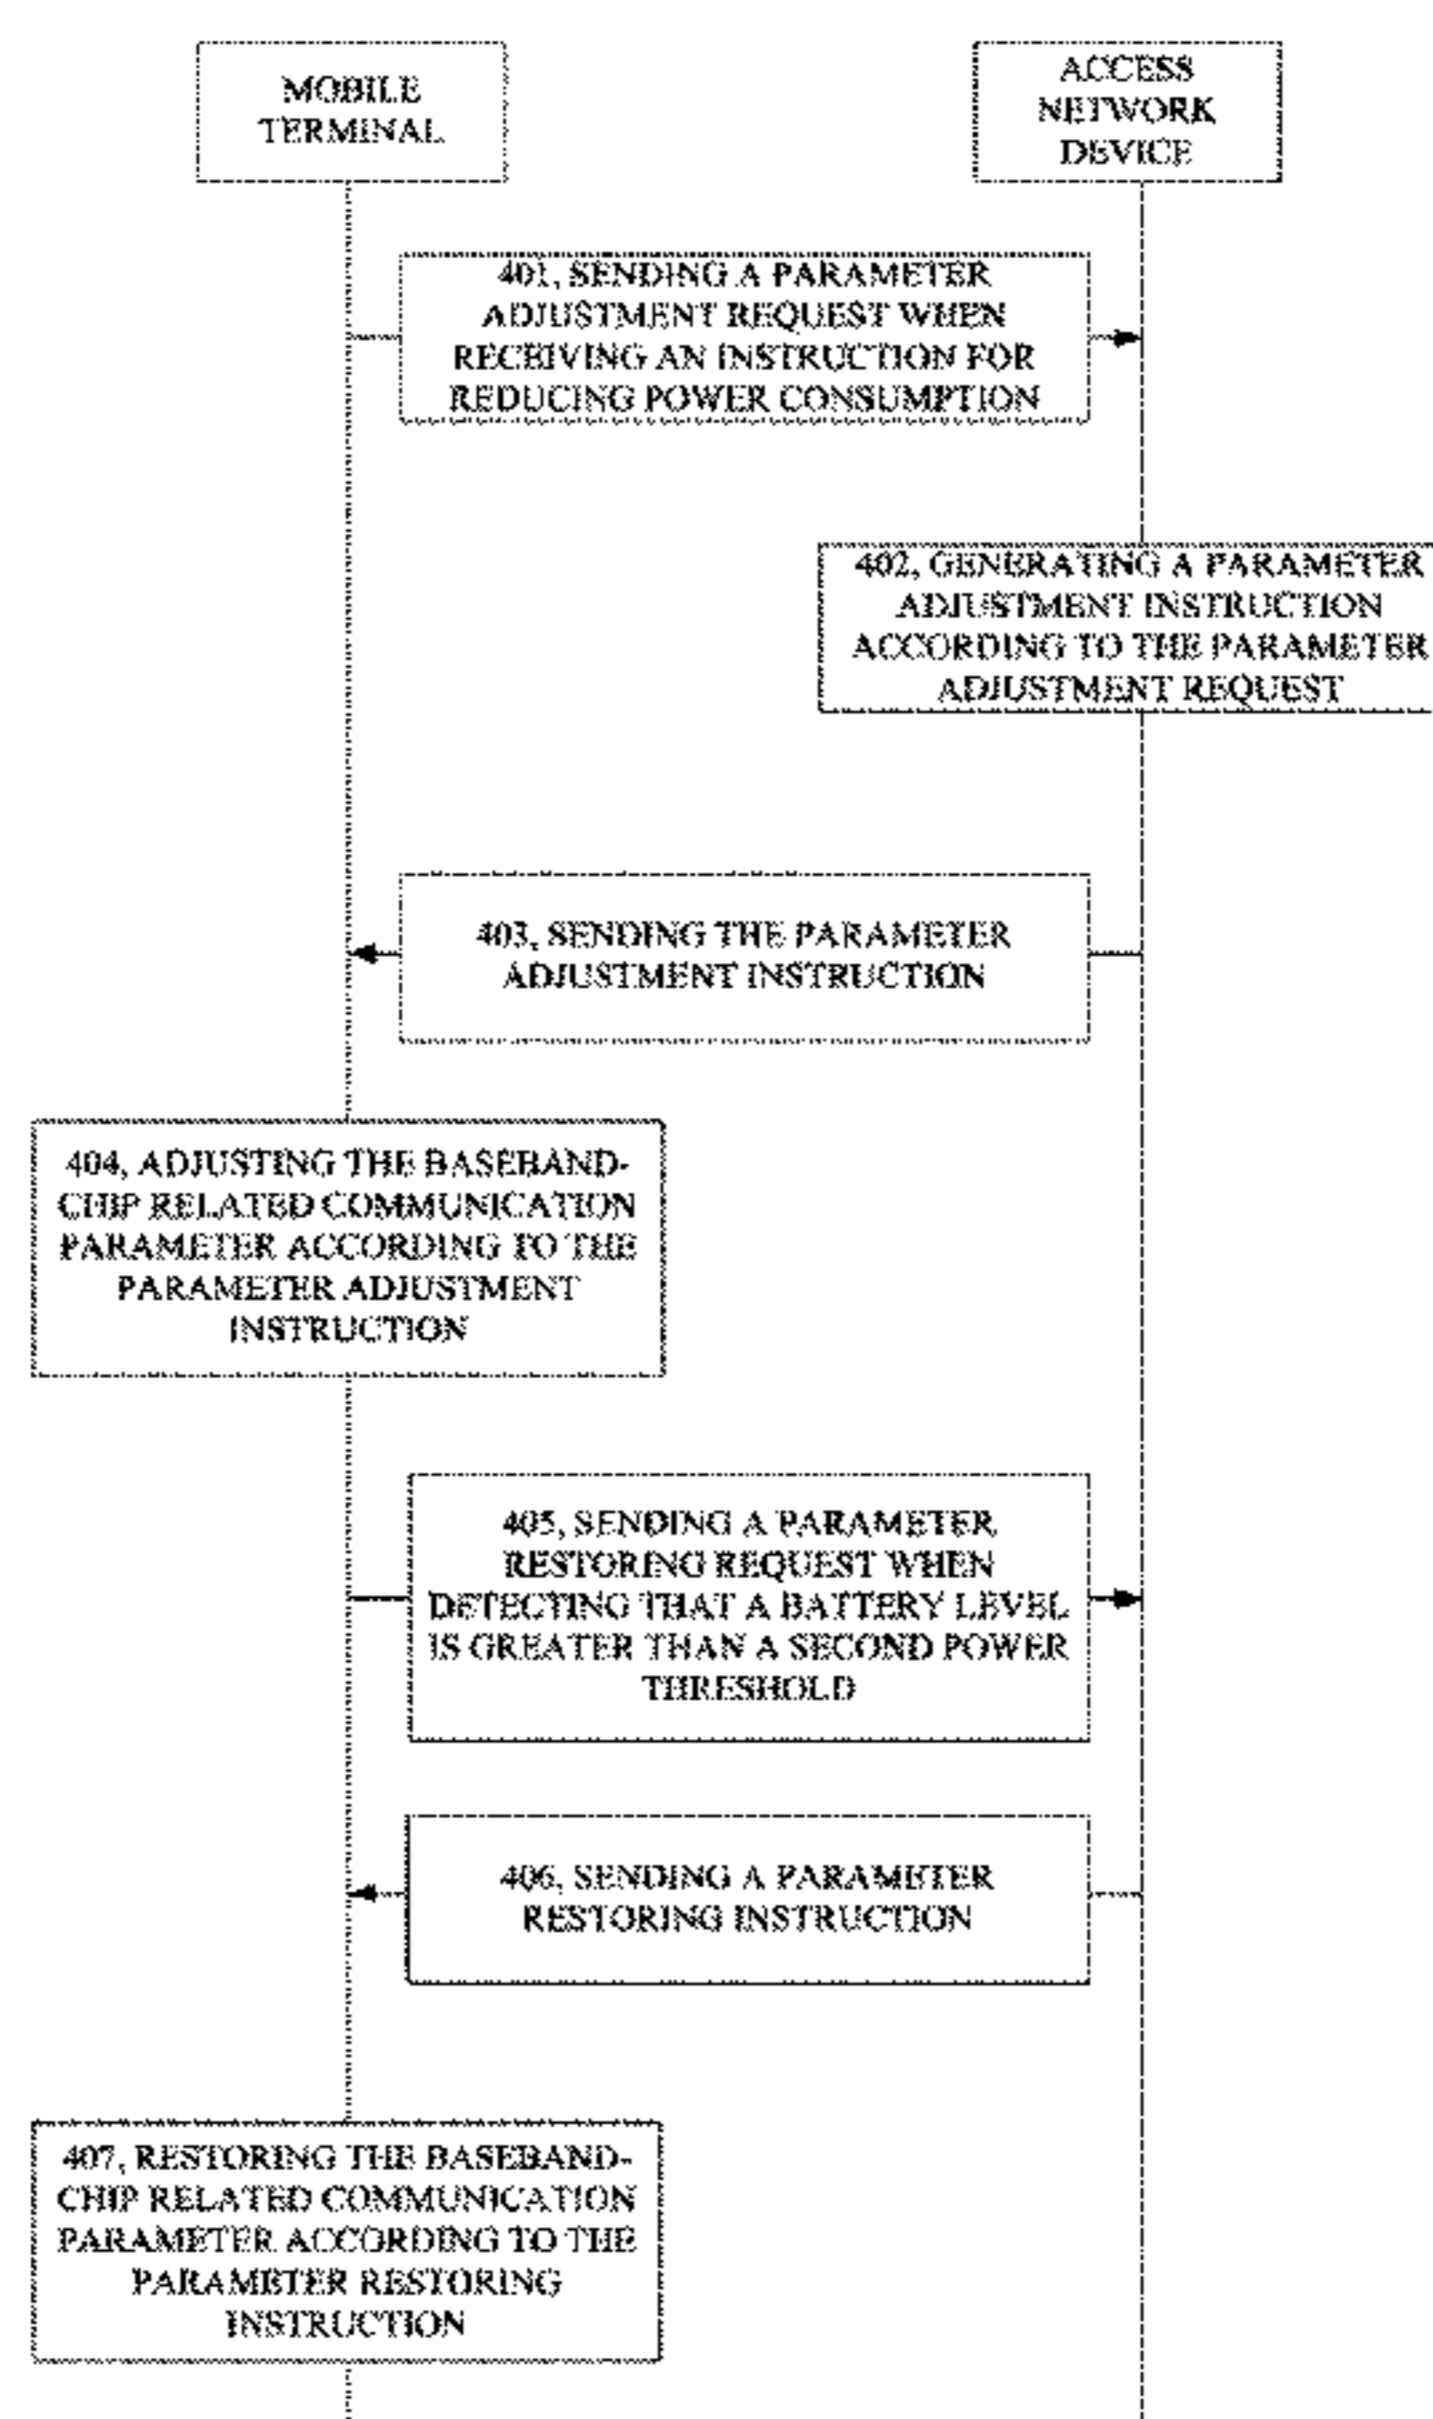 MOBILE
TERMINAL
ACCESS
NETWORK
DEVICE
401, SENDING A PARAMETER
ADJUSTMENT REQUEST WHEN
RECEIVING AN INSTRUCTION FOR
REDUCING POWER CONSUMPTION
402, GENERATING A PARAMETER
ADJUSTMENT INSTRUCTION
ACCORDING TO THE PARAMETER
ADJUSTMENT REQUEST
403, SENDING THE PARAMETER
ADJUSTMENT INSTRUCTION
404, ADJUSTING THE BASEBAND-
CHIP RELATED COMMUNICATION
PARAMETER ACCORDING TO THE
PARAMETER ADJUSTMENT
INSTRUCTION
405, SENDING A PARAMETER
RESTORING REQUEST WHEN
DETECTING THAT A BATTERY LEVEL
IS GREATER THAN A SECOND POWER
THRESHOLD
406, SENDING A PARAMETER
RESTORING INSTRUCTION
407, RESTORING THE BASEBAND-
CHIP RELATED COMMUNICATION
PARAMETER ACCORDING TO THE
PARAMETER RESTORING
INSTRUCTION